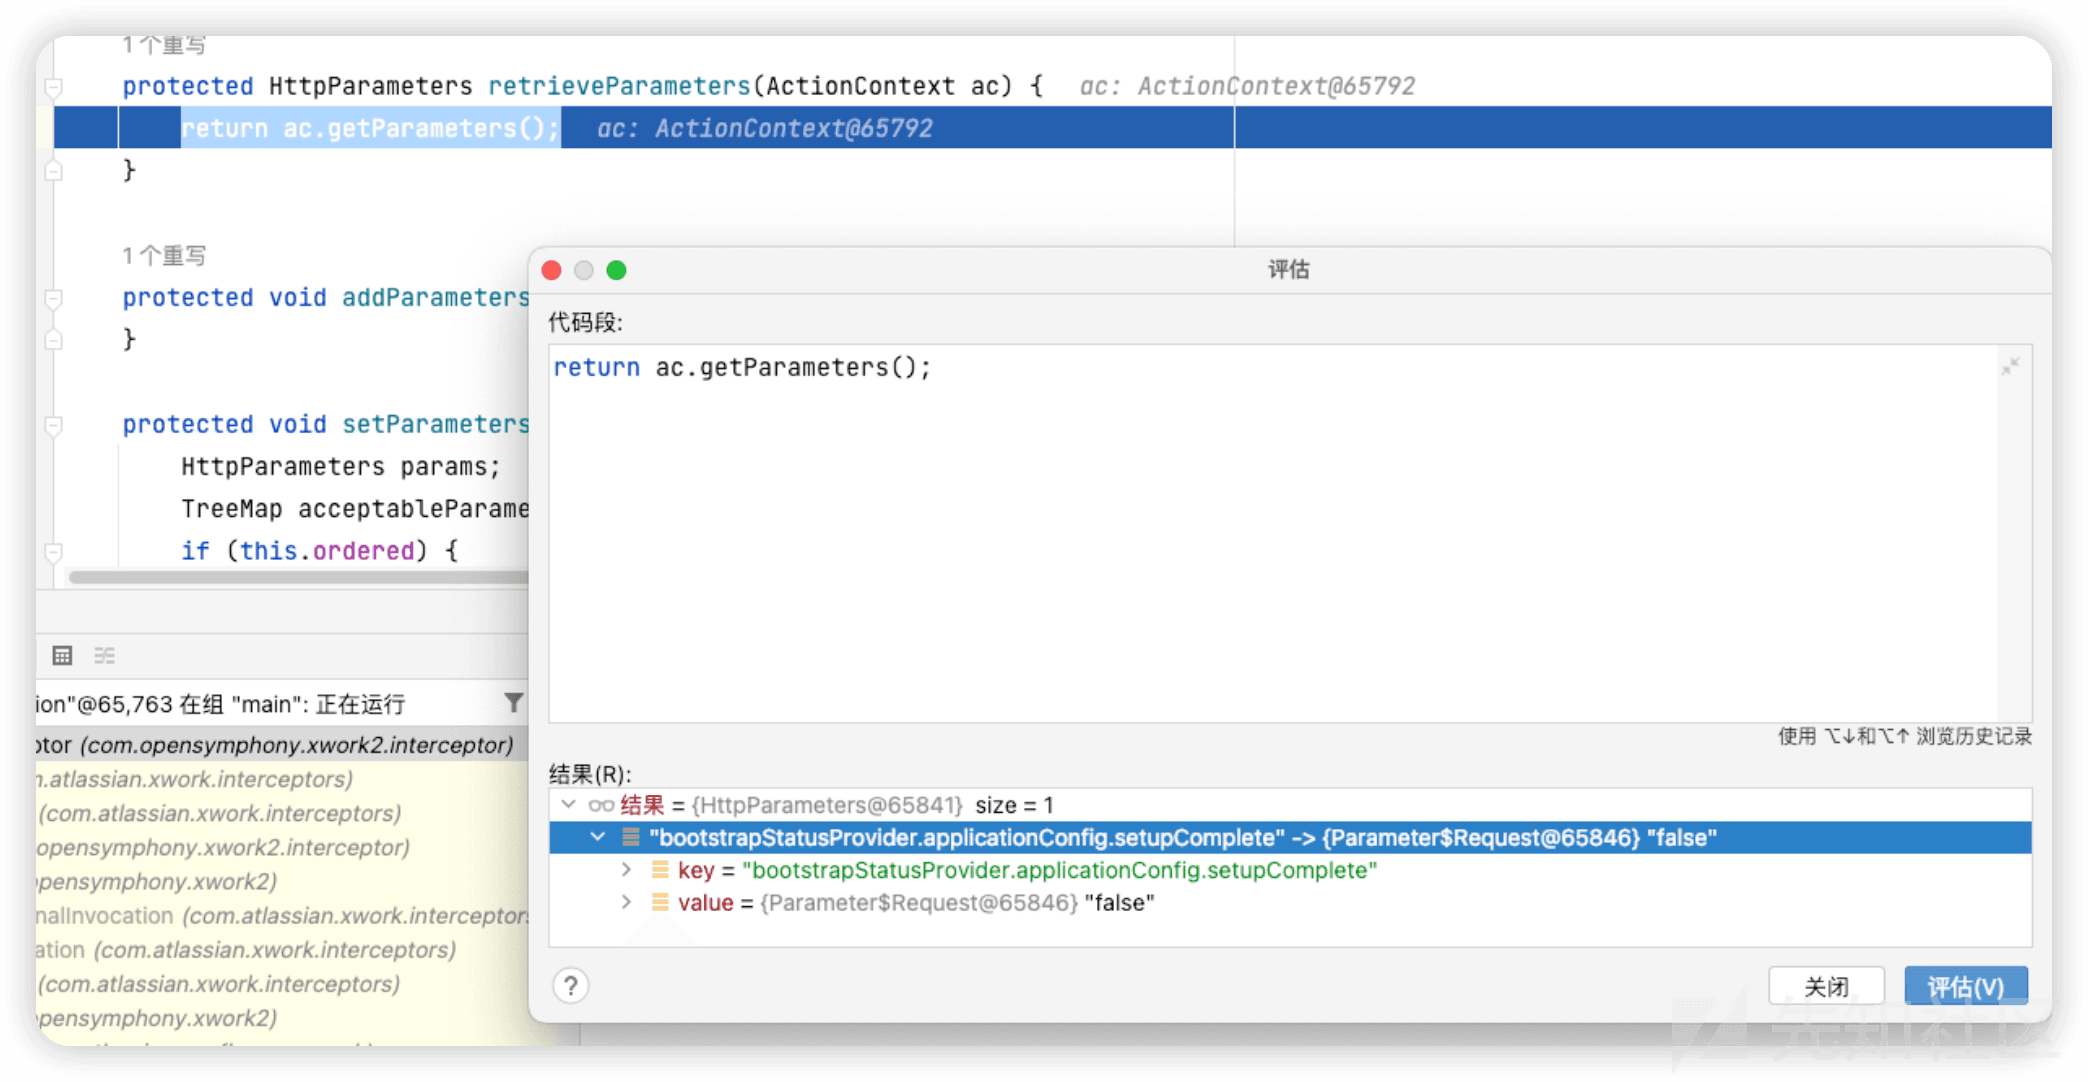 1个重写
protected HttpParameters retrieveParameters(ActionContext ac) { ac: ActionContext@65792
return ac.getParameters(); ac: ActionContext@65792
}
1个重写
protected void addParameters
}
protected void setParameters
HttpParameters params;
TreeMap acceptableParame
if (this.ordered) {
ion"@65,763 在组 "main": 正在运行
otor (com.opensymphony.xwork2.interceptor)
n.atlassian.xwork.interceptors)
(com.atlassian.xwork.interceptors)
opensymphony.xwork2.interceptor)
opensymphony.xwork2)
nalInvocation (com.atlassian.xwork.interceptors
ation (com.atlassian.xwork.interceptors)
(com.atlassian.xwork.interceptors)
opensymphony.xwork2)
评估
代码段:
return ac.getParameters();
使用 ⌥↓和⌥↑ 浏览历史记录
结果(R):
结果 = {HttpParameters@65841} size = 1
"bootstrapStatusProvider.applicationConfig.setupComplete" -> {Parameter$Request@65846} "false"
key = "bootstrapStatusProvider.applicationConfig.setupComplete"
value = {Parameter$Request@65846} "false"
?
关闭
评估(V)
先知社区